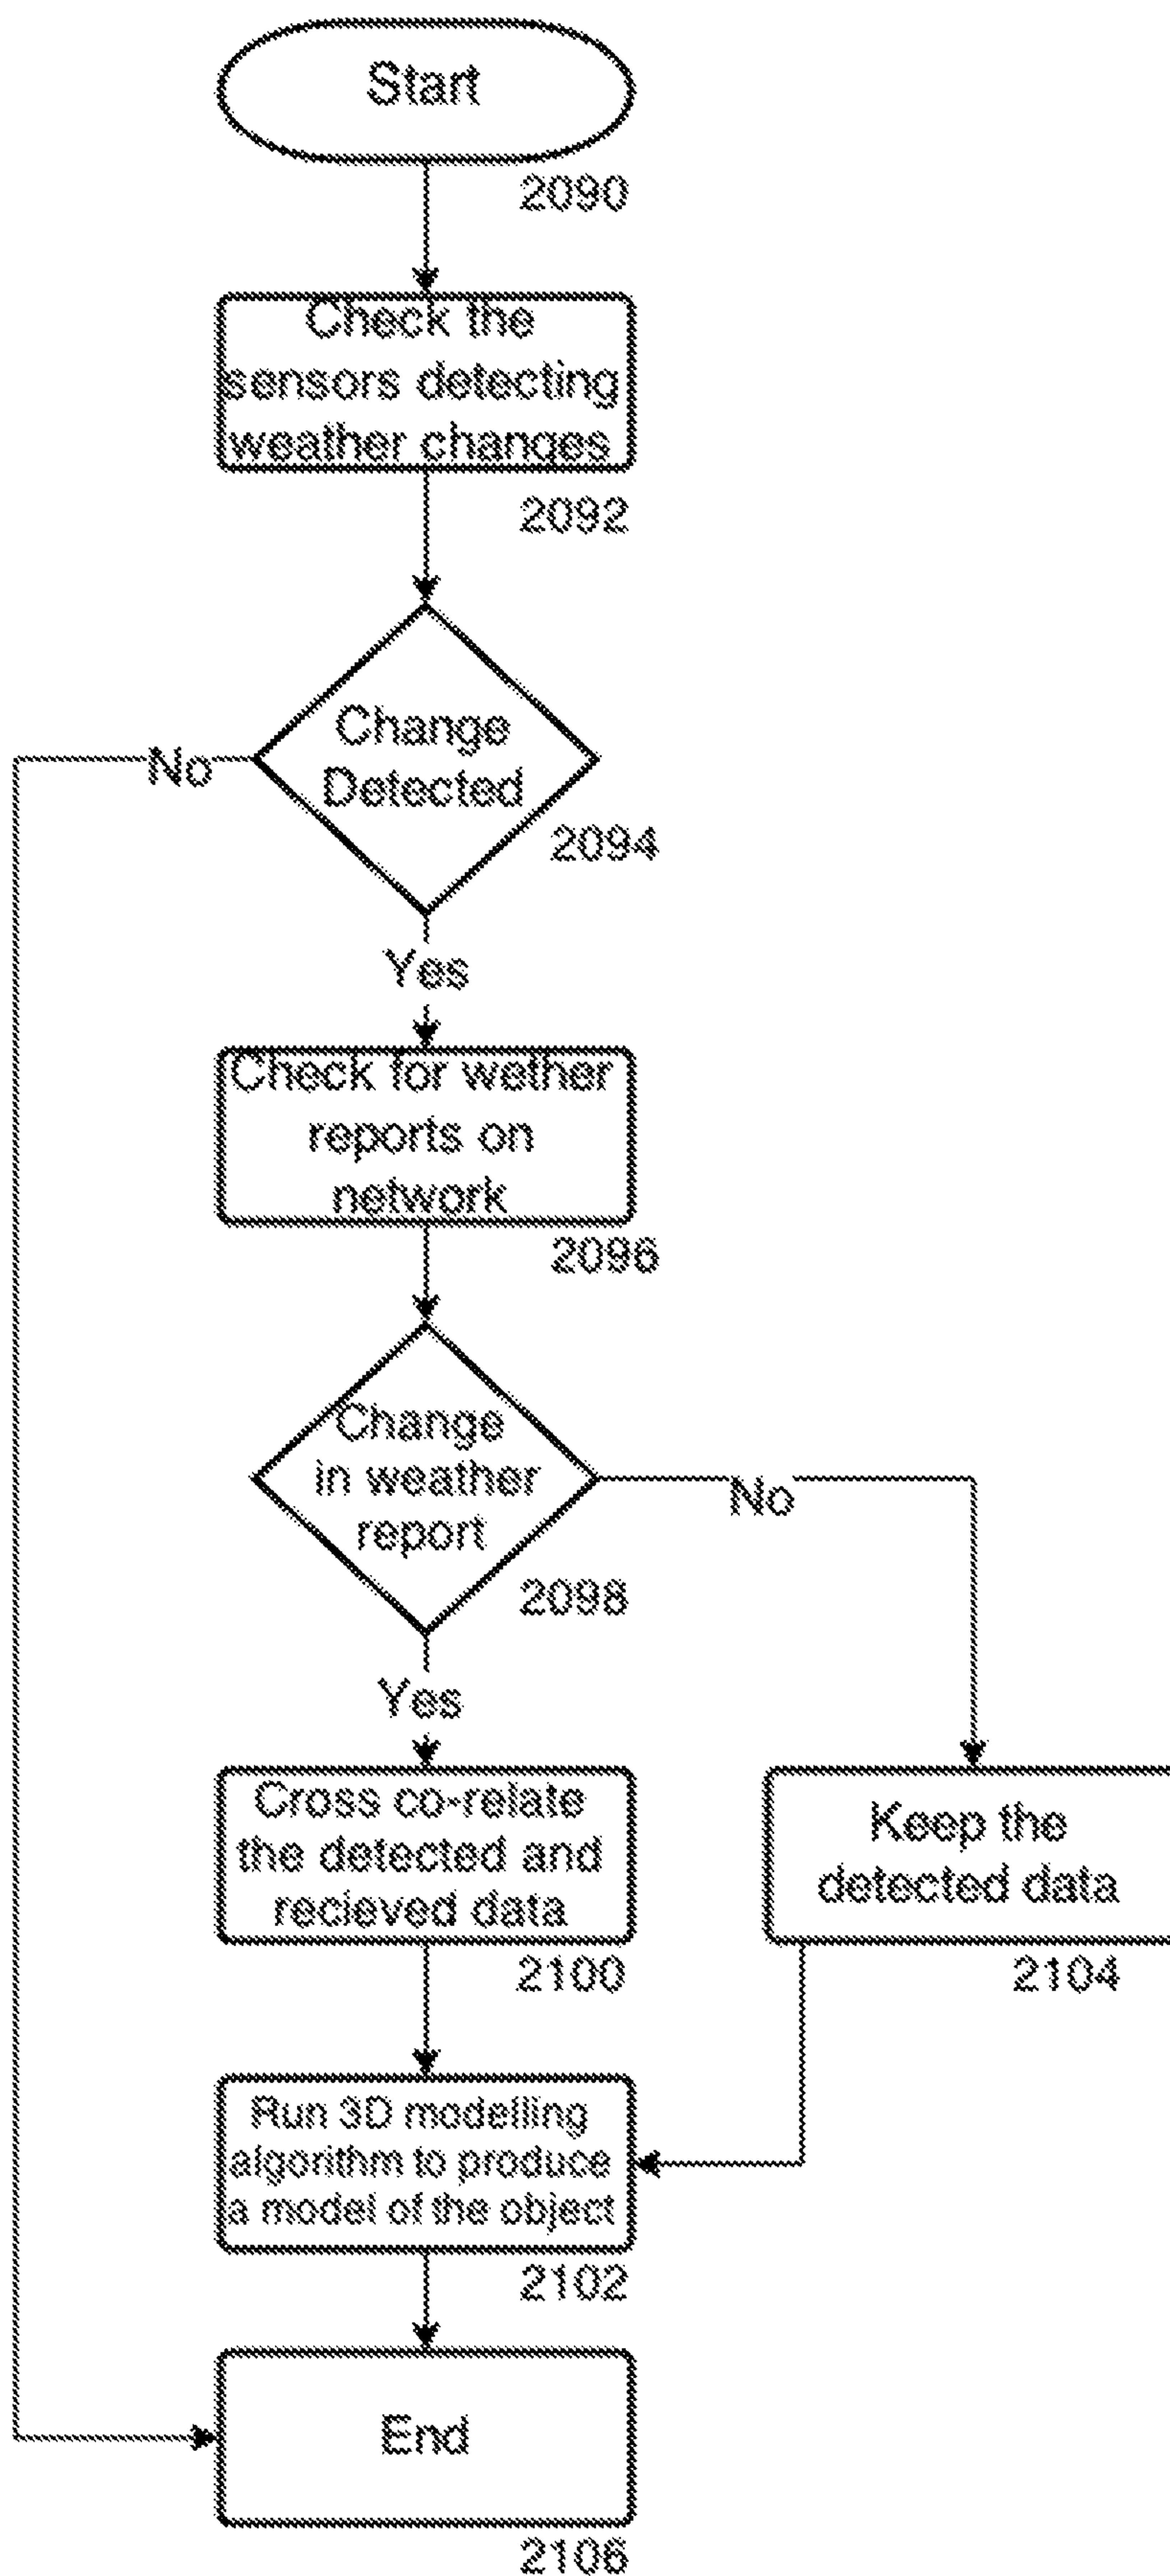 Start
2090
Check the
sensors detecting
weather changes
2092
Change
Detected
2094
No
Yes
Check for wether
reports on
network
2096
Change
in weather
report
2098
No
Yes
Cross co-relate
the detected and
recieved data
2100
Keep the
detected data
2104
Run 3D modelling
algorithm to produce
a model of the object
2102
End
2106